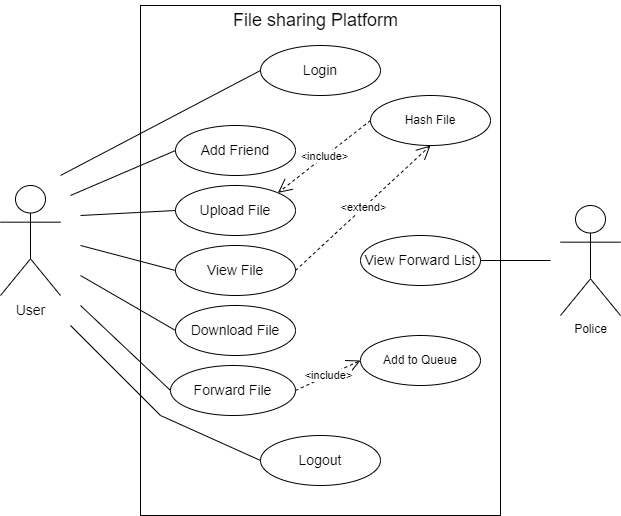 File sharing Platform
Login
Hash File
<include>
Add Friend
Upload File
<extend>
View File
View Forward List
User
Download File
Police
Add to Queue
<include>
Forward File
Logout